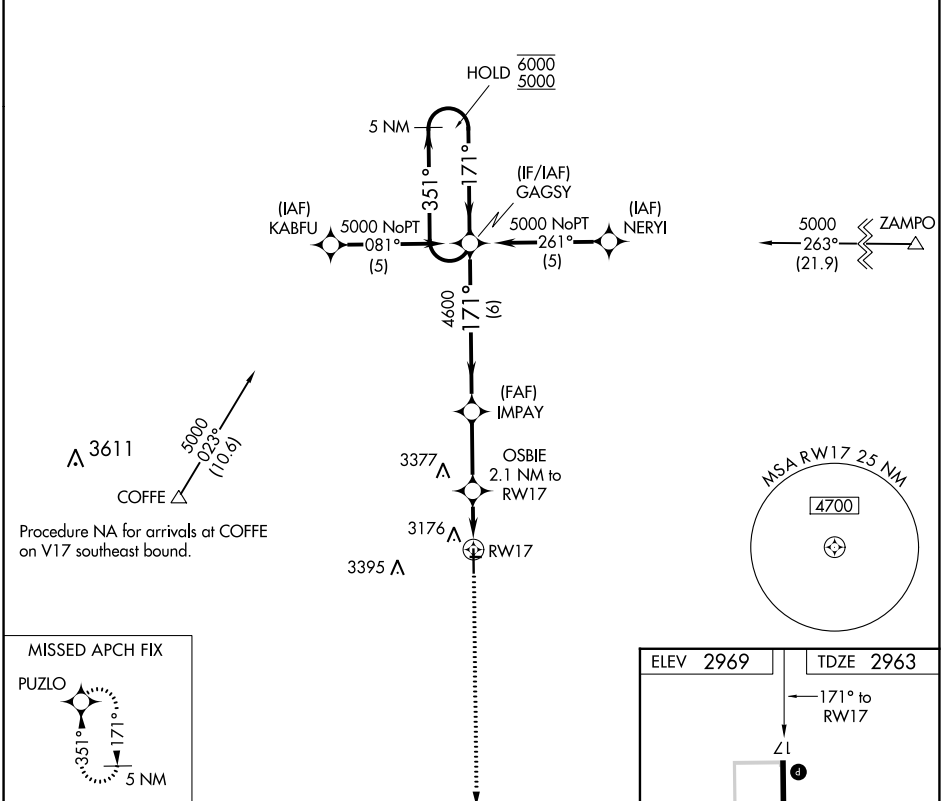 HOLD 6000
5000
5 NM
351°
171°
(IF/IAF)
GAGSY
(IAF)
KABFU
5000 NoPT
081°
(5)
5000 NoPT
261°
(5)
(IAF)
NERYI
5000
263°
(21.9)
ZAMPO
4600
171°
(6)
(FAF)
IMPAY
3611
5000
023°
(10.6)
COFFE
3377
OSBIE
2.1 NM to
RW17
Procedure NA for arrivals at COFFE
on V17 southeast bound.
3176
RW17
3395
MSA RW17 25 NM
4700
MISSED APCH FIX
PUZLO
351°
171°
5 NM
ELEV 2969
TDZE 2963
171° to
RW17
17
P